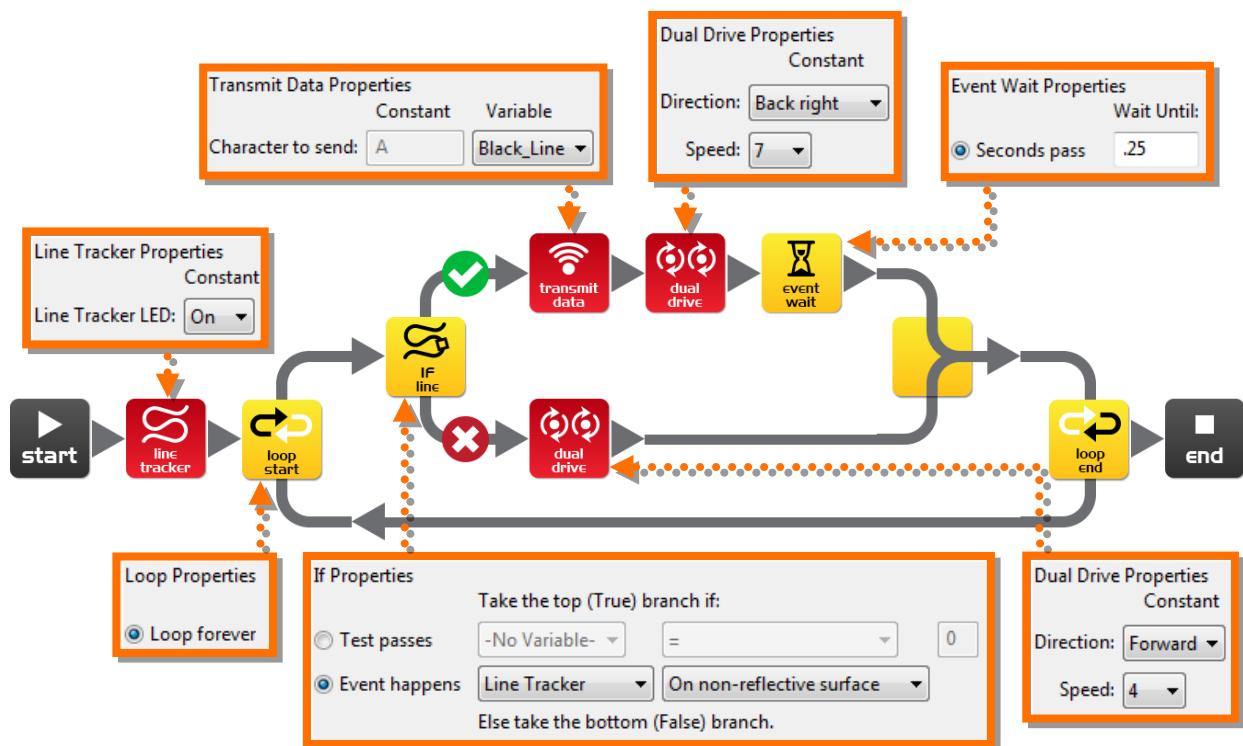 Dual Drive Properties
Constant
Direction: Back right
Speed: 7
Transmit Data Properties
Constant Variable
Character to send: A Black_Line
Event Wait Properties
Wait Until:
Seconds pass .25
Line Tracker Properties
Constant
Line Tracker LED: On
transmit
data
dual
drive
event
wait
IF
line
start
line
tracker
loop
start
dual
drive
loop
end
end
Loop Properties
Loop forever
If Properties
Take the top (True) branch if:
Test passes -No Variable- = 0
Event happens Line Tracker On non-reflective surface
Else take the bottom (False) branch.
Dual Drive Properties
Constant
Direction: Forward
Speed: 4